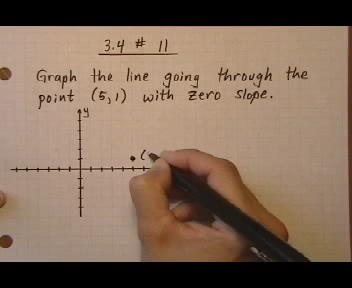 3.4 # 11
Graph the line going through the
point (5,1) with zero slope.
y
(